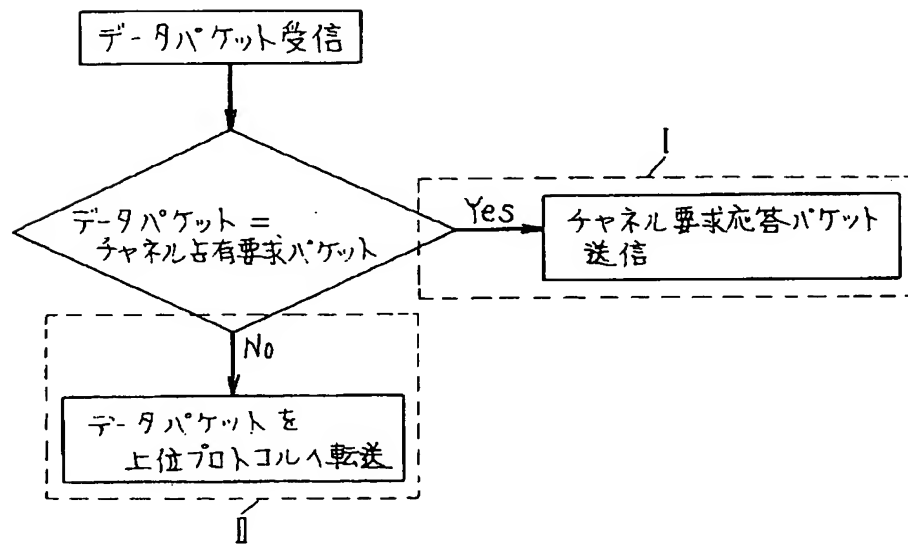 データパケット受信
I
データパケット =
チャネル占有要求パケット
Yes
チャネル要求応答パケット
送信
No
データパケットを
上位プロトコルへ転送
II